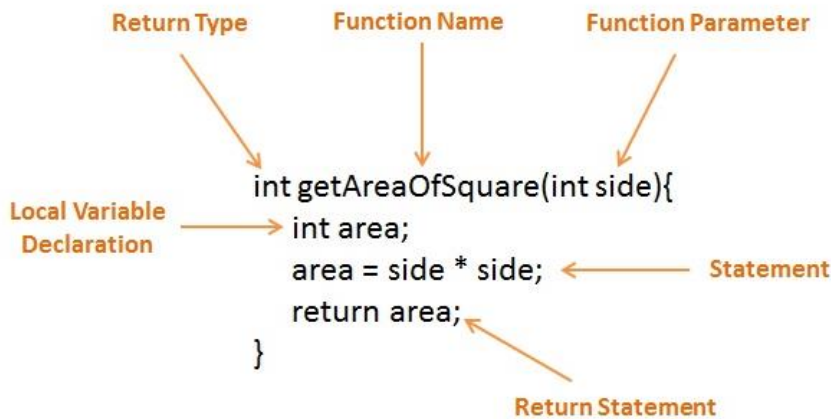 Return Type
Function Name
Function Parameter
int getAreaOfSquare(int side){
Local Variable
Declaration
int area;
area = side * side;
Statement
return area;
}
Return Statement